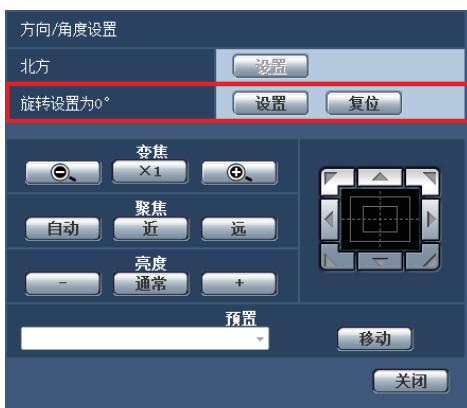 方向/角度设置
北方 设置
旋转设置为0° 设置 复位
变焦
×1
聚焦
自动 近 远
亮度
- 通常 +
预置
移动
关闭